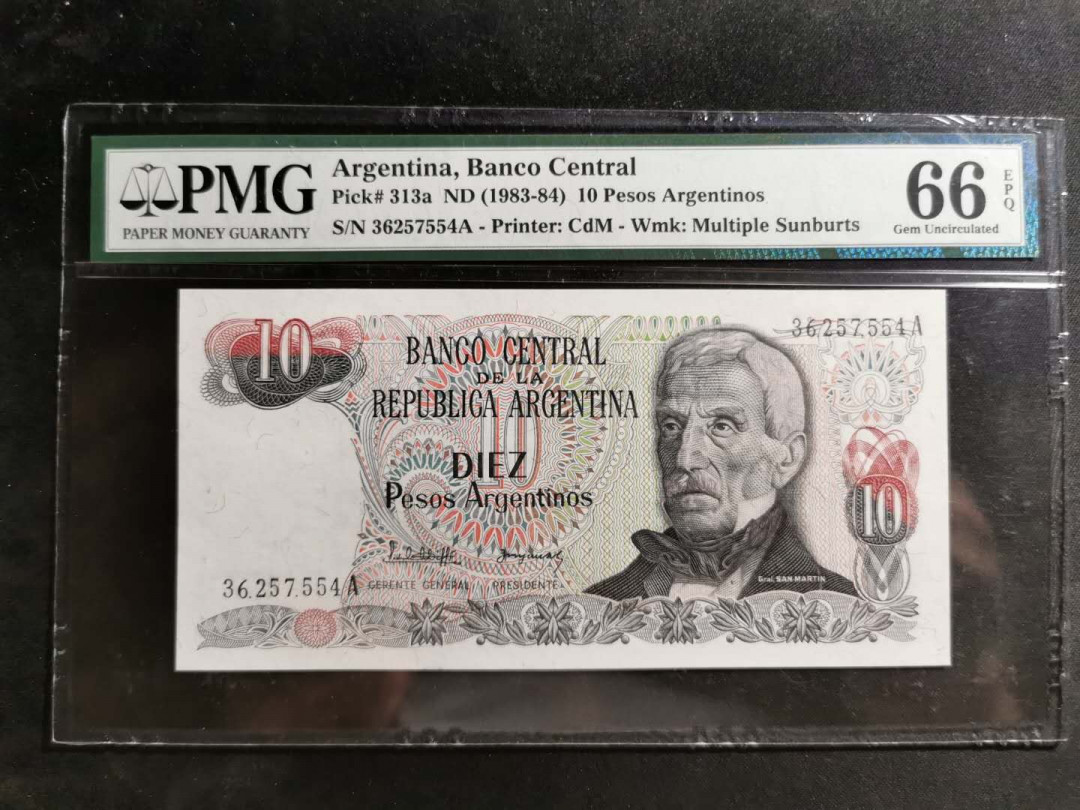 PMG
PAPER MONEY GUARANTY
Argentina, Banco Central
Pick# 313a ND (1983-84) 10 Pesos Argentinos
S/N 36257554A - Printer: CdM - Wmk: Multiple Sunburts
66
EPQ
Gem Uncirculated
10
36.257.554 A
BANCO CENTRAL
DE LA
REPUBLICA ARGENTINA
10
DIEZ
Pesos Argentinos
10
36.257.554 A
GERENTE GENERAL
PRESIDENTE
Gral. SAN MARTIN